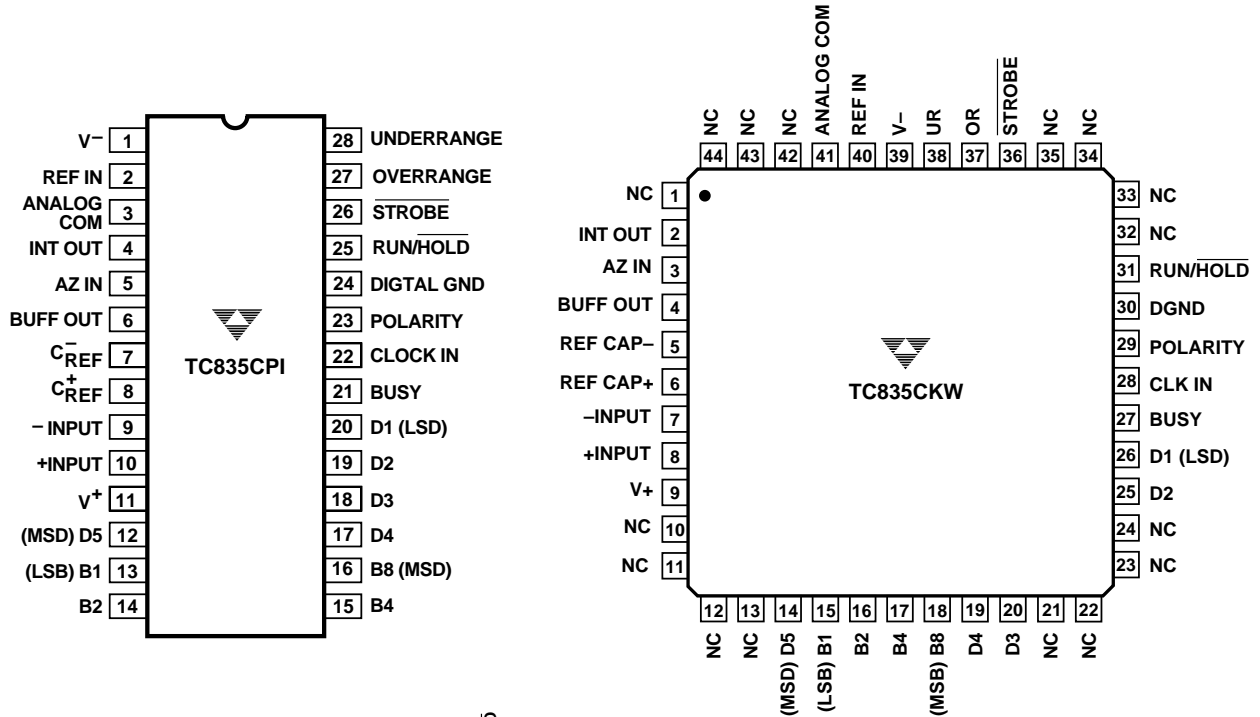 V– 1
REF IN 2
ANALOG
COM 3
INT OUT 4
AZ IN 5
BUFF OUT 6
C–REF 7
C+REF 8
– INPUT 9
+INPUT 10
V+ 11
(MSD) D5 12
(LSB) B1 13
B2 14
TC835CPI
28 UNDERRANGE
27 OVERRANGE
26 STROBE
25 RUN/HOLD
24 DIGTAL GND
23 POLARITY
22 CLOCK IN
21 BUSY
20 D1 (LSD)
19 D2
18 D3
17 D4
16 B8 (MSD)
15 B4
NC 44
NC 43
NC 42
ANALOG COM 41
REF IN 40
V– 39
UR 38
OR 37
STROBE 36
NC 35
NC 34
NC 1
INT OUT 2
AZ IN 3
BUFF OUT 4
REF CAP– 5
REF CAP+ 6
–INPUT 7
+INPUT 8
V+ 9
NC 10
NC 11
TC835CKW
33 NC
32 NC
31 RUN/HOLD
30 DGND
29 POLARITY
28 CLK IN
27 BUSY
26 D1 (LSD)
25 D2
24 NC
23 NC
12 NC
13 NC
14 (MSD) D5
15 (LSB) B1
16 B2
17 B4
18 (MSB) B8
19 D4
20 D3
21 NC
22 NC